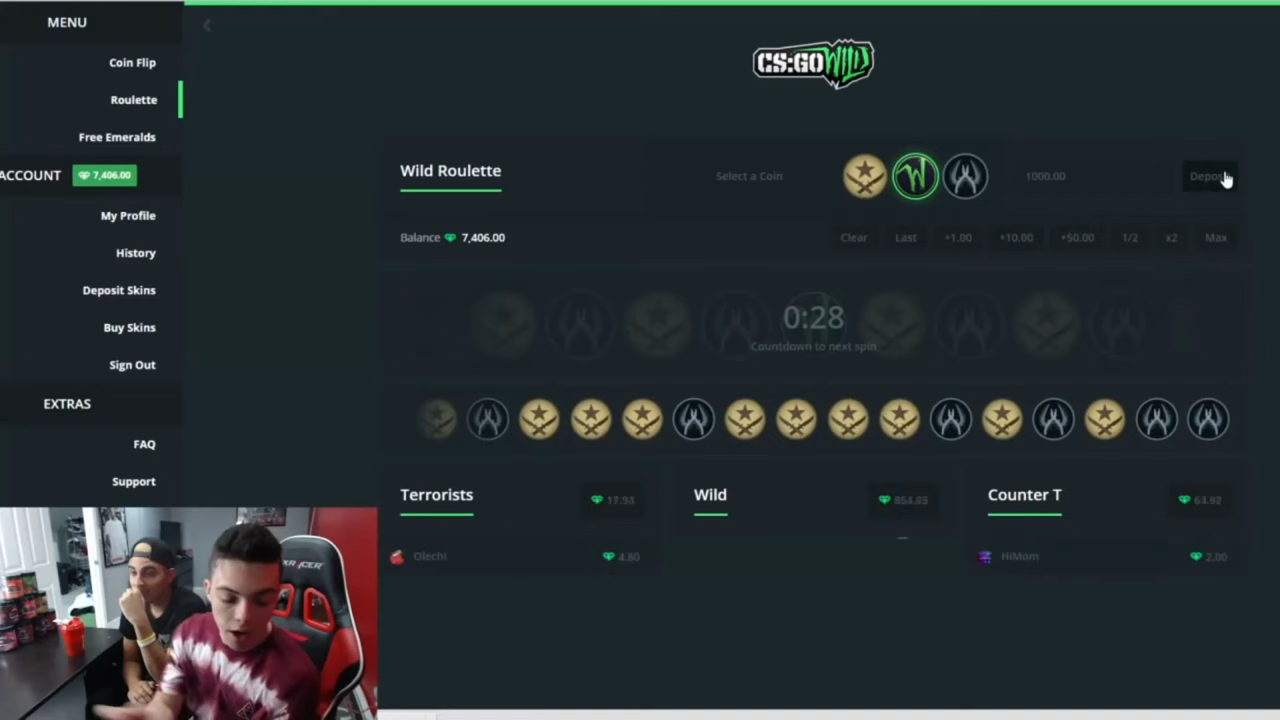 MENU
Coin Flip
Roulette
Free Emeralds
ACCOUNT 7,406.00
My Profile
History
Deposit Skins
Buy Skins
Sign Out
EXTRAS
FAQ
Support
CS:GO WILD
Wild Roulette
Select a Coin
1000.00
Balance 7,406.00
Clear Last +1.00 +10.00 +50.00 1/2 x2 Max
0:28
Countdown to next spin
Terrorists
Wild
Counter T
Olechi 4.80
HiMom 2.00